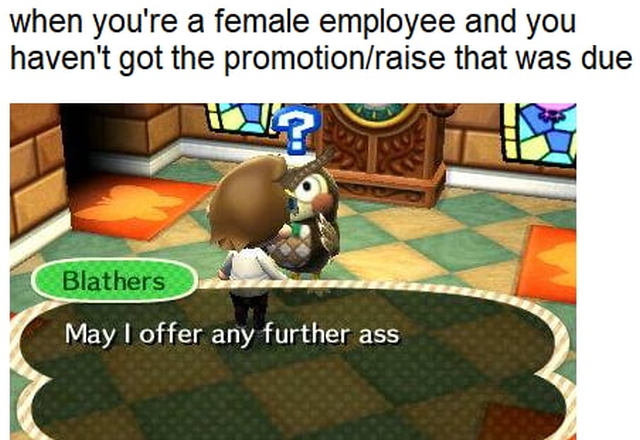 when you're a female employee and you
haven't got the promotion/raise that was due
?
Blathers
May I offer any further ass